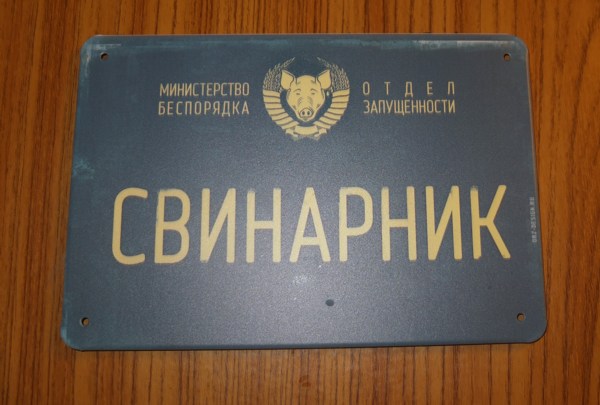 МИНИСТЕРСТВО
БЕСПОРЯДКА
ОТДЕЛ
ЗАПУЩЕННОСТИ
СВИНАРНИК